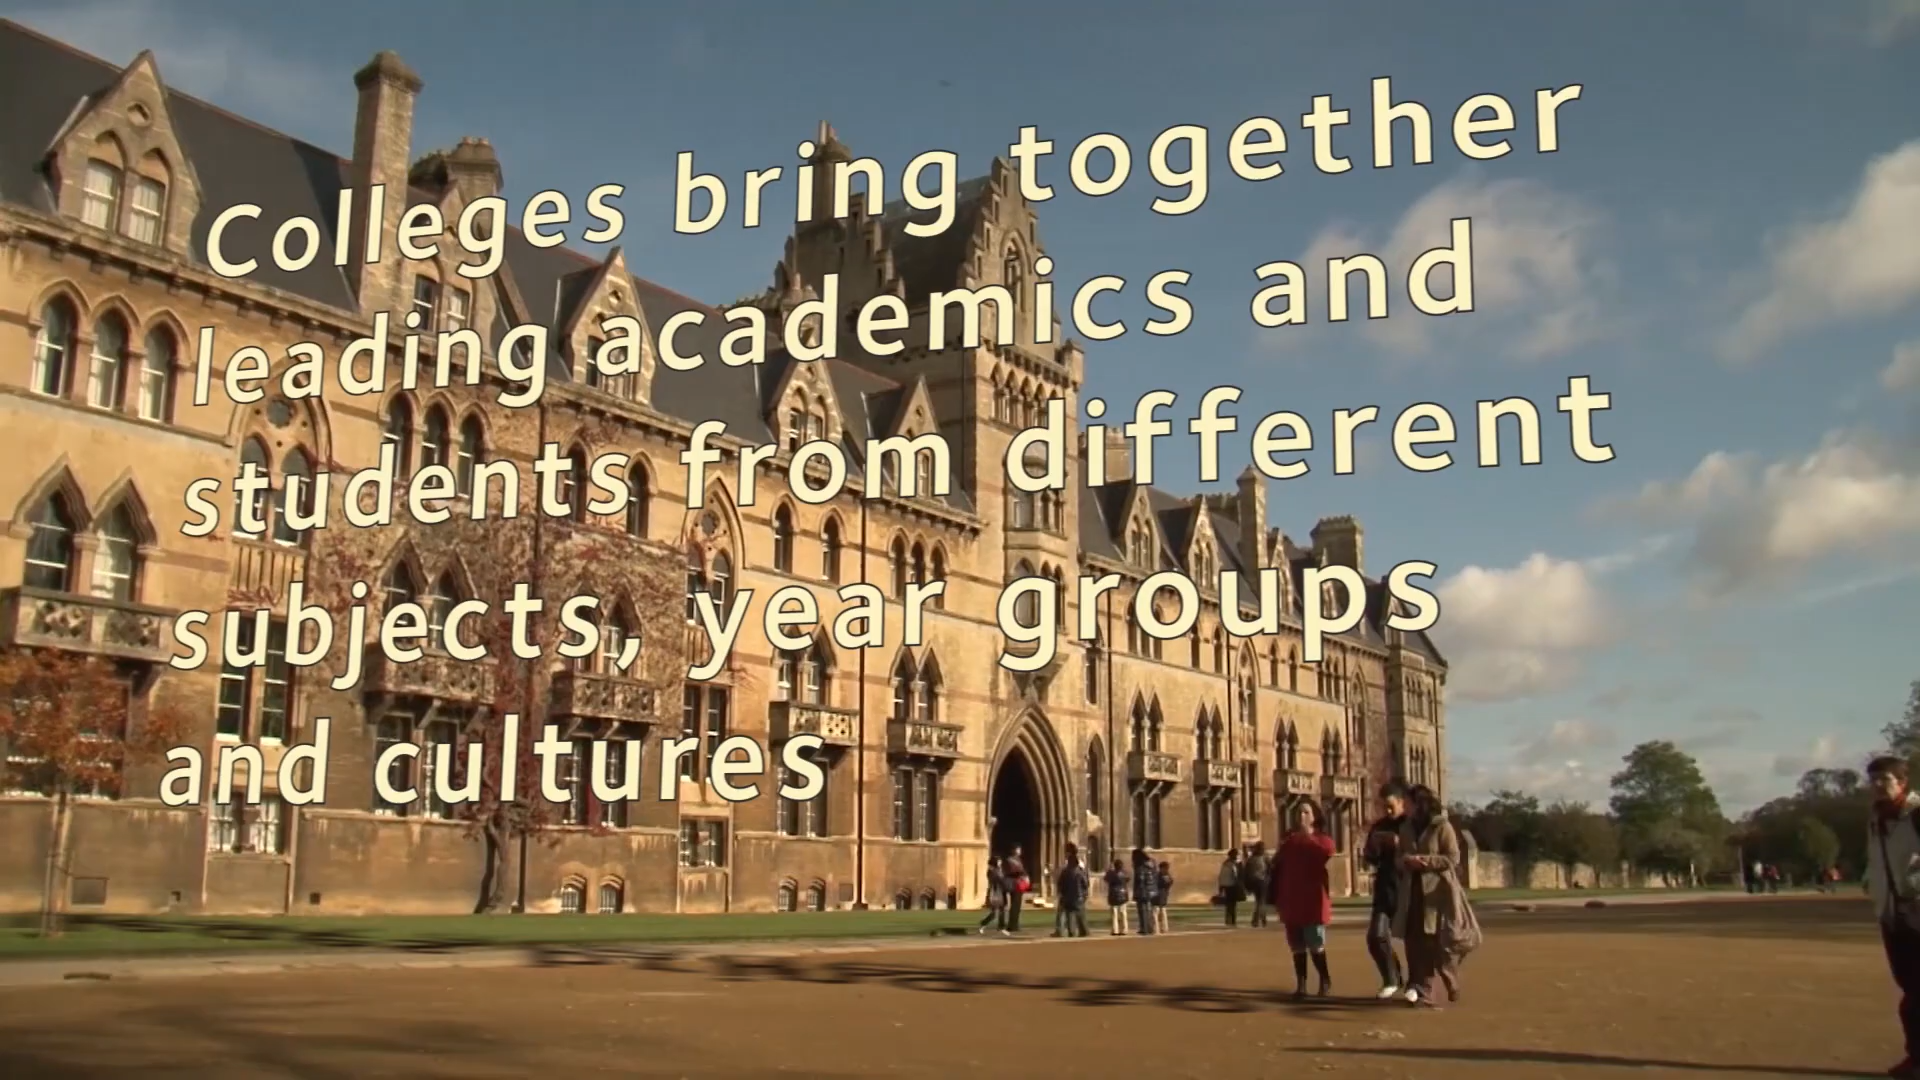 Colleges bring together
leading academics and
students from different
subjects, year groups
and cultures